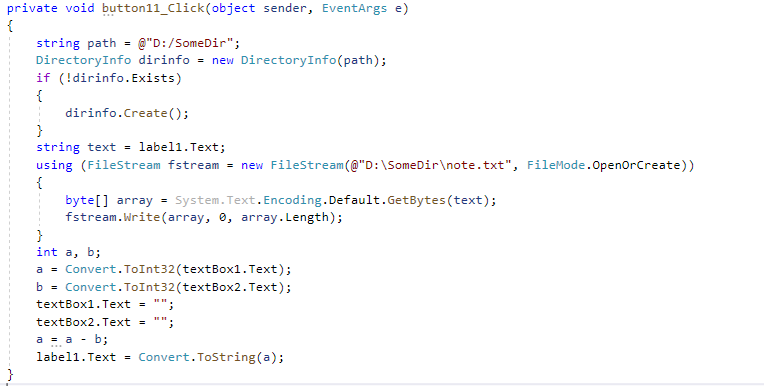 private void button11_Click(object sender, EventArgs e)
{
    string path = @"D:/SomeDir";
    DirectoryInfo dirinfo = new DirectoryInfo(path);
    if (!dirinfo.Exists)
    {
        dirinfo.Create();
    }
    string text = label1.Text;
    using (FileStream fstream = new FileStream(@"D:\SomeDir\note.txt", FileMode.OpenOrCreate))
    {
        byte[] array = System.Text.Encoding.Default.GetBytes(text);
        fstream.Write(array, 0, array.Length);
    }
    int a, b;
    a = Convert.ToInt32(textBox1.Text);
    b = Convert.ToInt32(textBox2.Text);
    textBox1.Text = "";
    textBox2.Text = "";
    a = a - b;
    label1.Text = Convert.ToString(a);
}